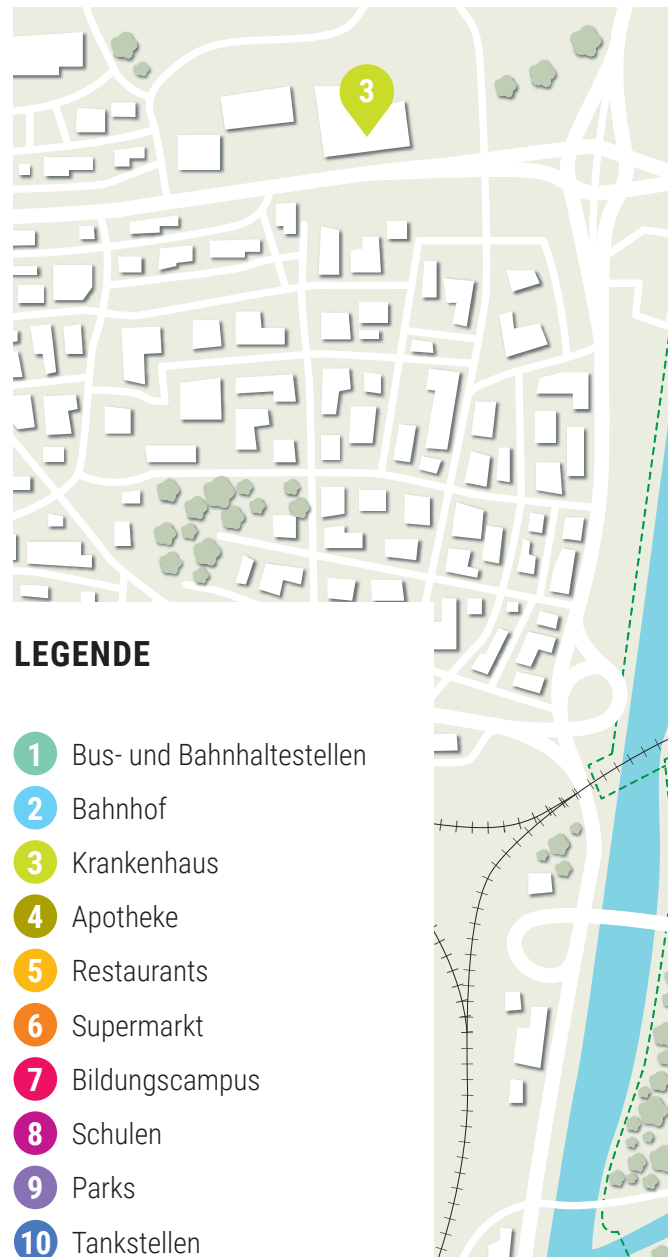 3
LEGENDE
1 Bus- und Bahnhaltestellen
2 Bahnhof
3 Krankenhaus
4 Apotheke
5 Restaurants
6 Supermarkt
7 Bildungscampus
8 Schulen
9 Parks
10 Tankstellen